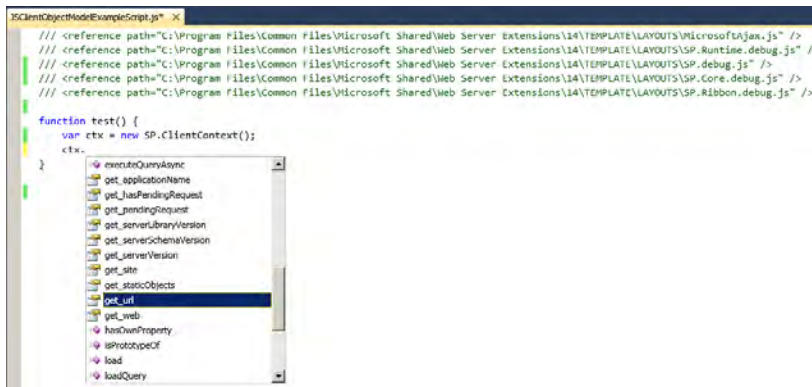 JSClientObjectModelExampleScript.js* ×
/// <reference path="C:\Program Files\Common Files\Microsoft Shared\Web Server Extensions\14\TEMPLATE\LAYOUTS\MicrosoftAjax.js" />
/// <reference path="C:\Program Files\Common Files\Microsoft Shared\Web Server Extensions\14\TEMPLATE\LAYOUTS\SP.Runtime.debug.js" /
/// <reference path="C:\Program Files\Common Files\Microsoft Shared\Web Server Extensions\14\TEMPLATE\LAYOUTS\SP.debug.js" />
/// <reference path="C:\Program Files\Common Files\Microsoft Shared\Web Server Extensions\14\TEMPLATE\LAYOUTS\SP.Core.debug.js" />
/// <reference path="C:\Program Files\Common Files\Microsoft Shared\Web Server Extensions\14\TEMPLATE\LAYOUTS\SP.Ribbon.debug.js" />
function test() {
var ctx = new SP.ClientContext();
ctx.
}
executeQueryAsync
get_applicationName
get_hasPendingRequest
get_pendingRequest
get_serverLibraryVersion
get_serverSchemaVersion
get_serverVersion
get_site
get_staticObjects
get_url
get_web
hasOwnProperty
isPrototypeOf
load
loadQuery